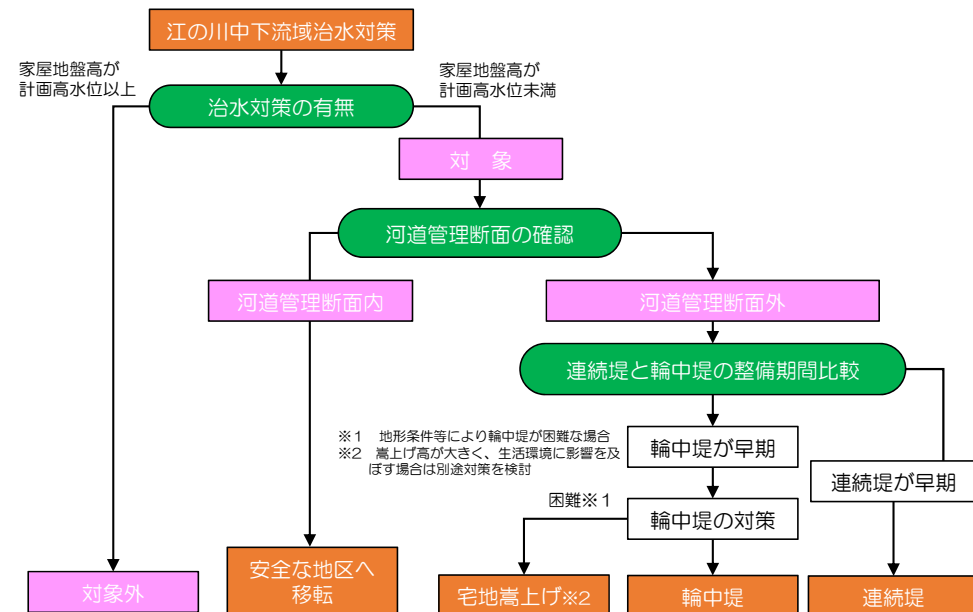 江の川中下流域治水対策
家屋地盤高が
計画高水位以上
家屋地盤高が
計画高水位未満
治水対策の有無
対　象
河道管理断面の確認
河道管理断面内
河道管理断面外
連続堤と輪中堤の整備期間比較
※１　地形条件等により輪中堤が困難な場合
※２　嵩上げ高が大きく、生活環境に影響を及
ぼす場合は別途対策を検討
輪中堤が早期
連続堤が早期
困難※１
輪中堤の対策
対象外
安全な地区へ
移転
宅地嵩上げ※2
輪中堤
連続堤